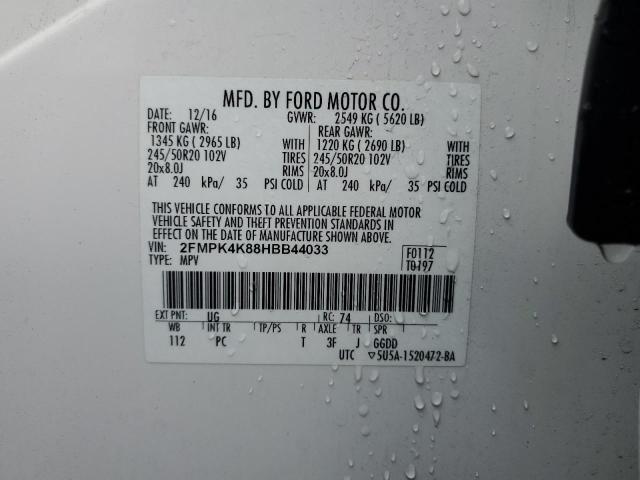 MFD. BY FORD MOTOR CO.
DATE: 12/16 GVWR: 2549 KG ( 5620 LB)
FRONT GAWR: REAR GAWR:
1345 KG ( 2965 LB) WITH 1220 KG ( 2690 LB) WITH
245/50R20 102V TIRES 245/50R20 102V TIRES
20x8.0J RIMS 20x8.0J RIMS
AT 240 kPa/ 35 PSI COLD AT 240 kPa/ 35 PSI COLD
THIS VEHICLE CONFORMS TO ALL APPLICABLE FEDERAL MOTOR
VEHICLE SAFETY AND THEFT PREVENTION STANDARDS IN
EFFECT ON THE DATE OF MANUFACTURE SHOWN ABOVE.
VIN: 2FMPK4K88HBB44033 F0112
TYPE: MPV T0197
EXT PNT: UG RC: 74 DSO:
WB INT TR TP/PS R AXLE TR SPR
112 PC T 3F J GGDD
UTC ▽5U5A-1520472-BA